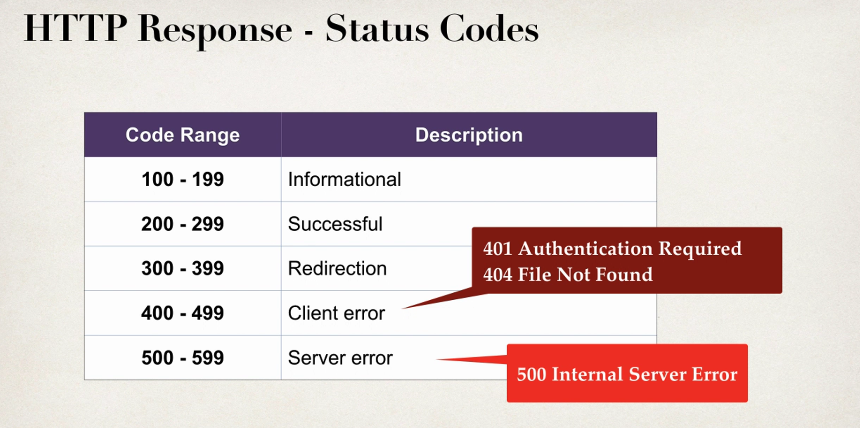 HTTP Response - Status Codes
Code Range Description
100 - 199 Informational
200 - 299 Successful
401 Authentication Required
300 - 399 Redirection
404 File Not Found
400 - 499 Client error
500 - 599 Server error
500 Internal Server Error